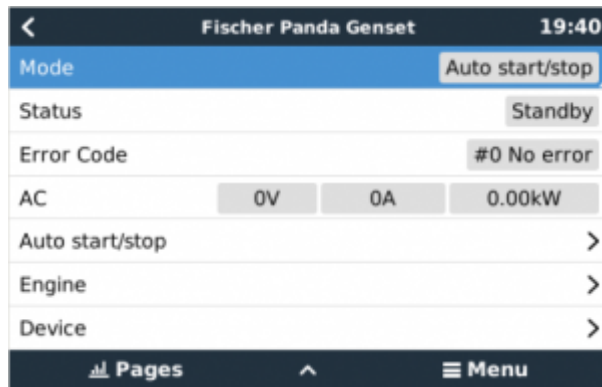 Fischer Panda Genset 19:40
Mode Auto start/stop
Status Standby
Error Code #0 No error
AC 0V 0A 0.00kW
Auto start/stop
Engine
Device
Pages Menu